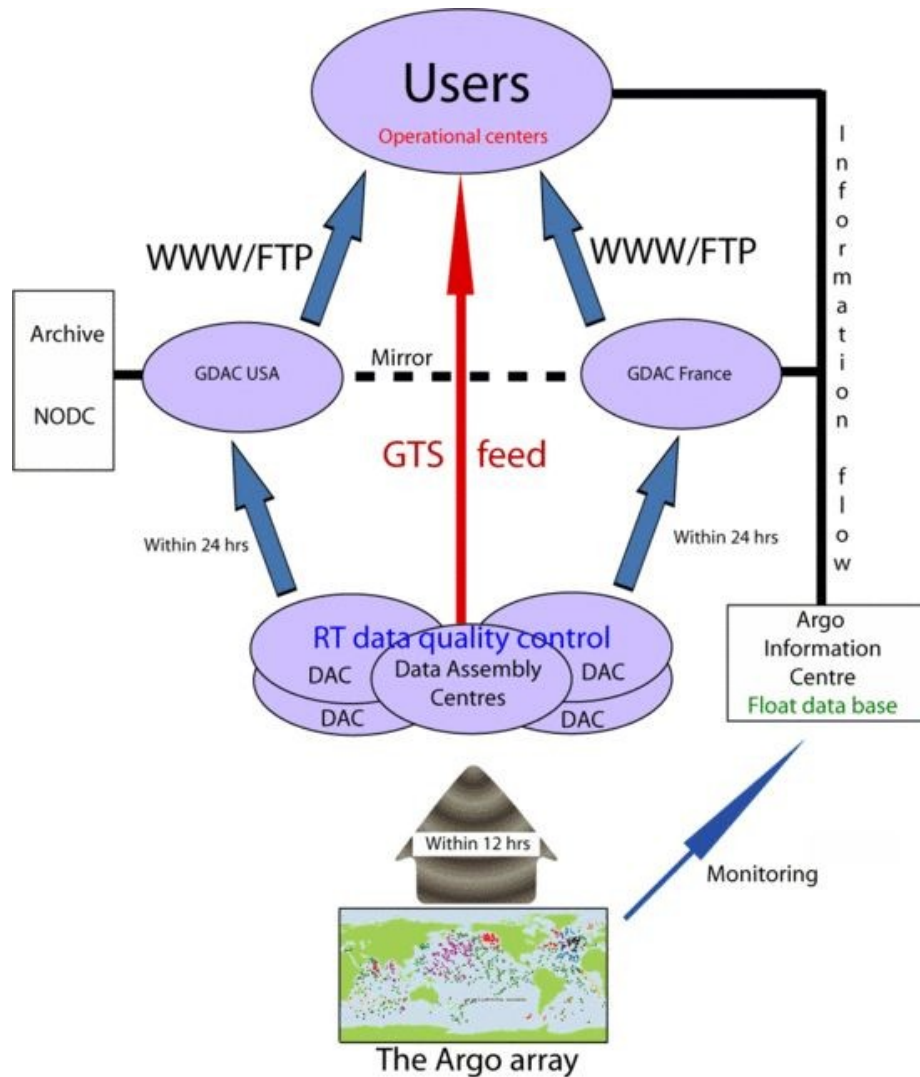 Users
Operational centers
WWW/FTP
WWW/FTP
Information flow
Archive
NODC
GDAC USA
Mirror
GDAC France
GTS feed
Within 24 hrs
Within 24 hrs
RT data quality control
DAC
Data Assembly
Centres
DAC
DAC
DAC
Argo
Information
Centre
Float data base
Within 12 hrs
Monitoring
The Argo array